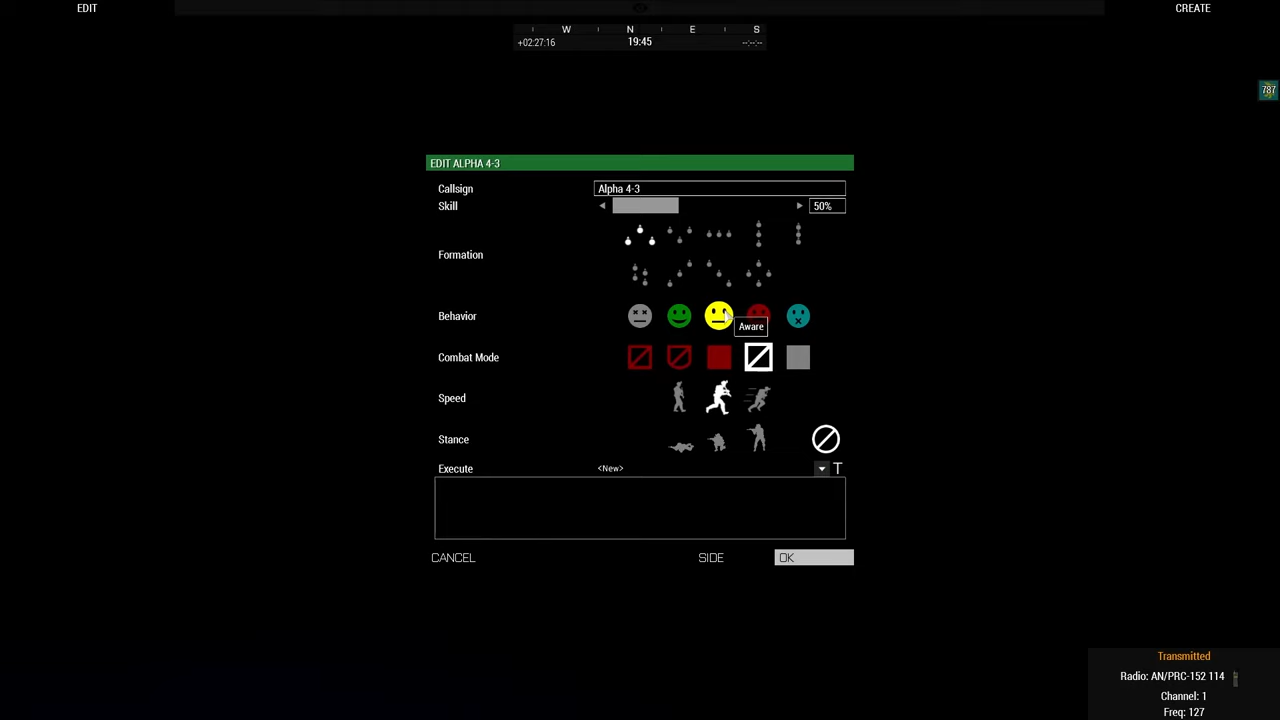 EDIT
CREATE
W N E S
+02:27:16 19:45 --:--:--
787
EDIT ALPHA 4-3
Callsign Alpha 4-3
Skill 50%
Formation
Behavior
Aware
Combat Mode
Speed
Stance
Execute <New> T
CANCEL SIDE OK
Transmitted
Radio: AN/PRC-152 114
Channel: 1
Freq: 127